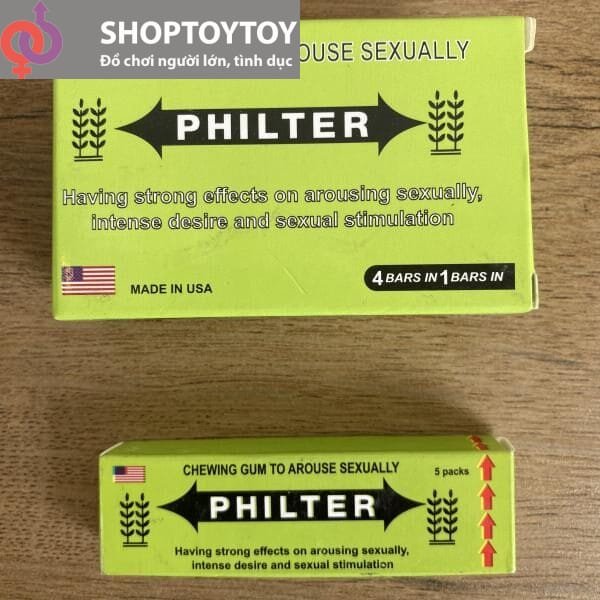 SHOPTOYTOY
Đồ chơi người lớn, tình dục
OUSE SEXUALLY
PHILTER
Having strong effects on arousing sexually,
intense desire and sexual stimulation
MADE IN USA
4 BARS IN 1 BARS IN
CHEWING GUM TO AROUSE SEXUALLY
5 packs
PHILTER
Having strong effects on arousing sexually,
intense desire and sexual stimulation